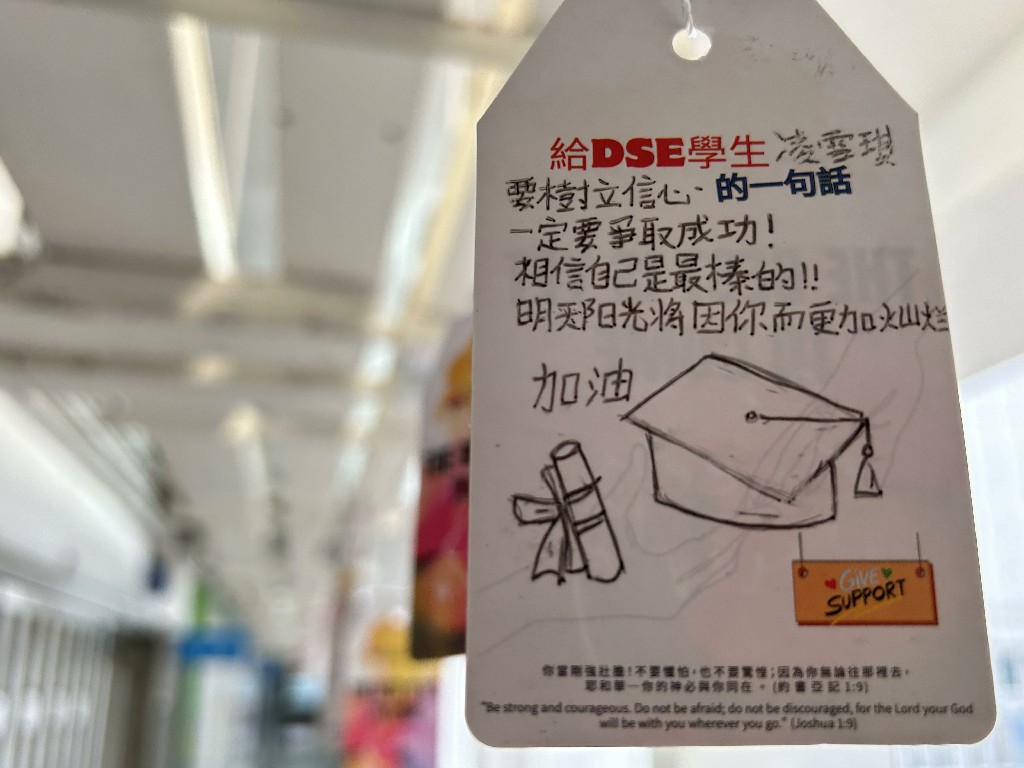 給DSE學生 凌雪琪
的一句話
要樹立信心、
一定要爭取成功！
相信自己是最棒的!!
明天陽光將因你而更加灿烂
加油
GIVE
SUPPORT
你當剛強壯膽！不要懼怕，也不要驚惶；因為你無論往那裡去，
耶和華─你的神必與你同在。(約書亞記 1:9)
"Be strong and courageous. Do not be afraid; do not be discouraged, for the Lord your God
will be with you wherever you go." (Joshua 1:9)